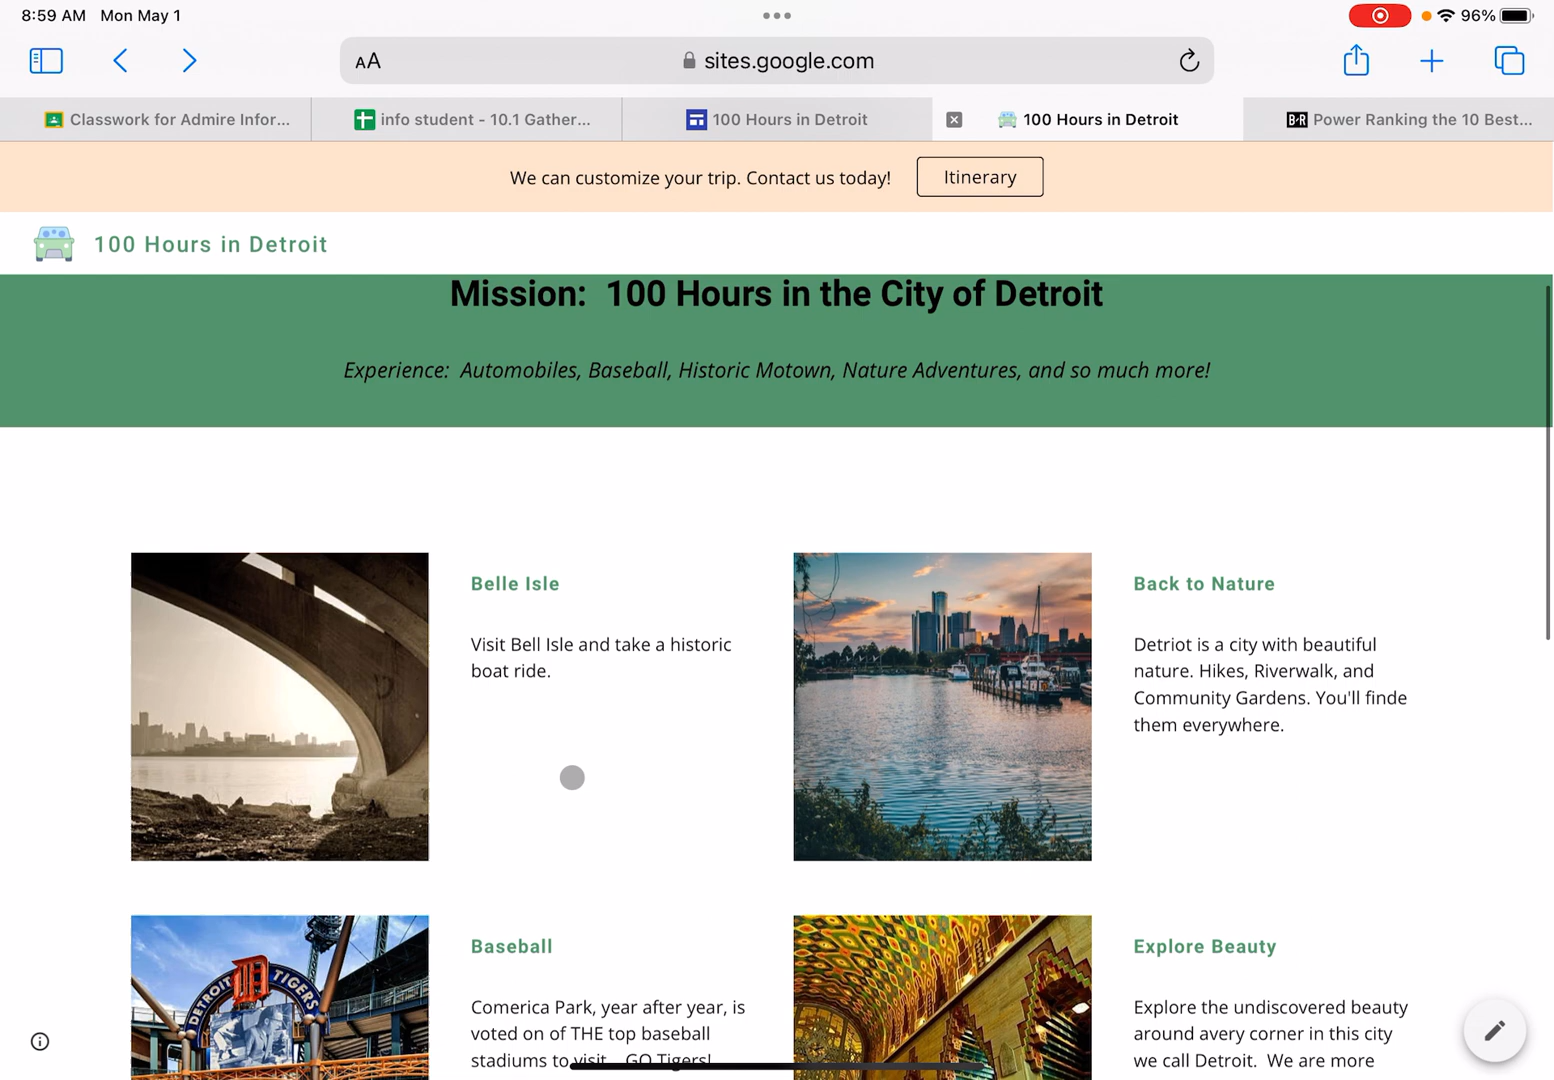 8:59 AM Mon May 1
96%
AA
sites.google.com
Classwork for Admire Infor...
info student - 10.1 Gather...
100 Hours in Detroit
100 Hours in Detroit
B·R Power Ranking the 10 Best...
We can customize your trip. Contact us today!
Itinerary
100 Hours in Detroit
Mission: 100 Hours in the City of Detroit
Experience: Automobiles, Baseball, Historic Motown, Nature Adventures, and so much more!
Belle Isle
Visit Bell Isle and take a historic
boat ride.
Back to Nature
Detriot is a city with beautiful
nature. Hikes, Riverwalk, and
Community Gardens. You'll finde
them everywhere.
DETROIT D TIGERS
Baseball
Comerica Park, year after year, is
voted on of THE top baseball
stadiums to visit. GO Tigers!
Explore Beauty
Explore the undiscovered beauty
around avery corner in this city
we call Detroit. We are more